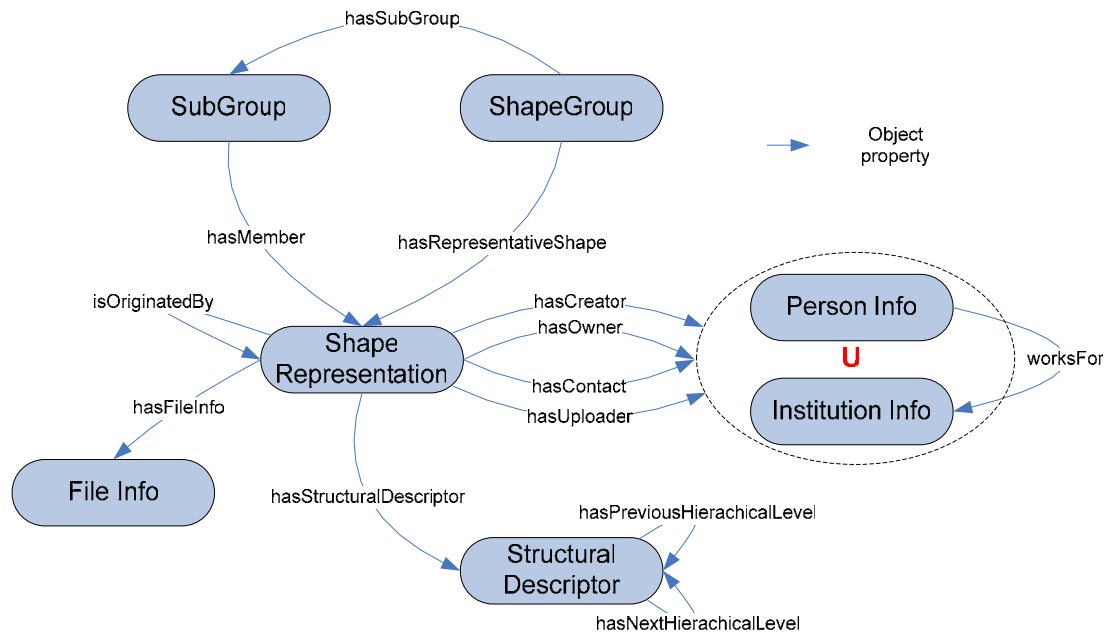 hasSubGroup
SubGroup
ShapeGroup
Object
property
hasMember
hasRepresentativeShape
isOriginatedBy
hasCreator
Person Info
hasOwner
Shape
Representation
U
worksFor
hasContact
hasFileInfo
hasUploader
Institution Info
File Info
hasStructuralDescriptor
hasPreviousHierachicalLevel
Structural
Descriptor
hasNextHierarchicalLevel